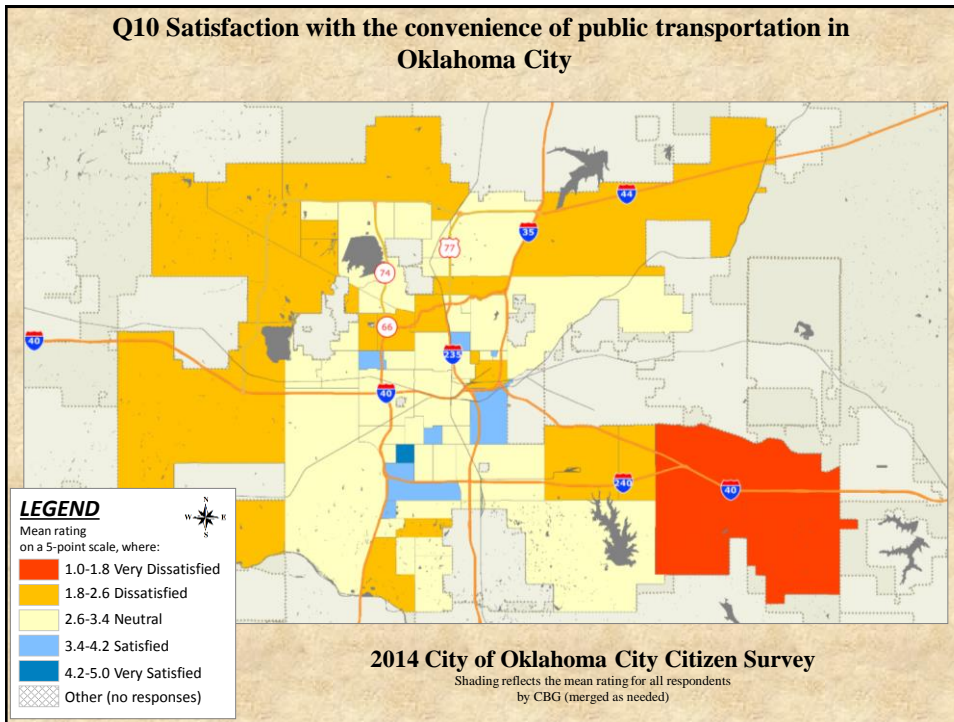 Q10 Satisfaction with the convenience of public transportation in
Oklahoma City
44
35
77
74
66
40
235
40
240
40
LEGEND
N
W E
S
Mean rating
on a 5-point scale, where:
1.0-1.8 Very Dissatisfied
1.8-2.6 Dissatisfied
2.6-3.4 Neutral
3.4-4.2 Satisfied
4.2-5.0 Very Satisfied
Other (no responses)
2014 City of Oklahoma City Citizen Survey
Shading reflects the mean rating for all respondents
by CBG (merged as needed)